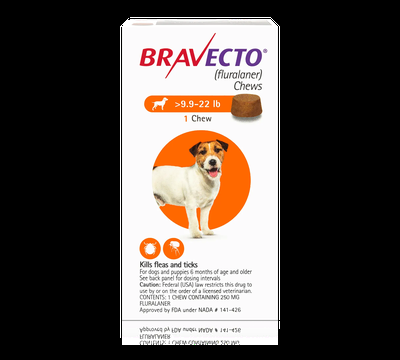 BRAVECTO®
(fluralaner)
Chews
>9.9-22 lb
1 Chew
Kills fleas and ticks
For dogs and puppies 6 months of age and older
See back panel for dosing intervals
Caution: Federal (USA) law restricts this drug to
use by or on the order of a licensed veterinarian.
CONTENTS: 1 CHEW CONTAINING 250 MG
FLURALANER
Approved by FDA under NADA # 141-426